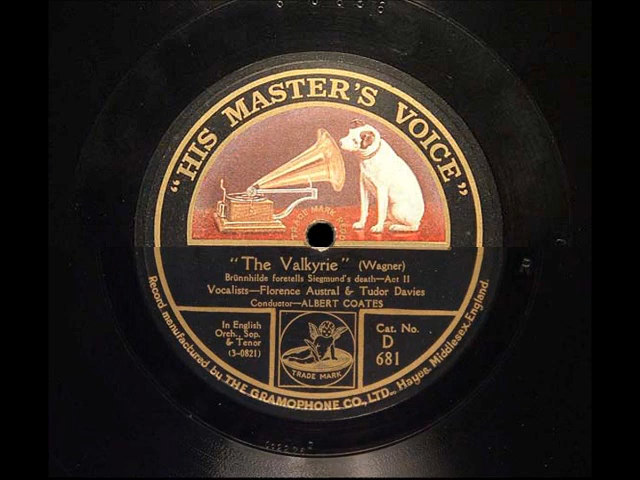 "HIS MASTER'S VOICE"
TRADE MARK
"The Valkyrie" (Wagner)
Brünnhilde foretells Siegmund's death—Act II
Vocalists—Florence Austral & Tudor Davies
Conductor—ALBERT COATES
In English
Orch., Sop.
& Tenor
(3-0821)
TRADE MARK
Cat. No.
D
681
Record manufactured by THE GRAMOPHONE CO., LTD., Hayes, Middlesex, England.